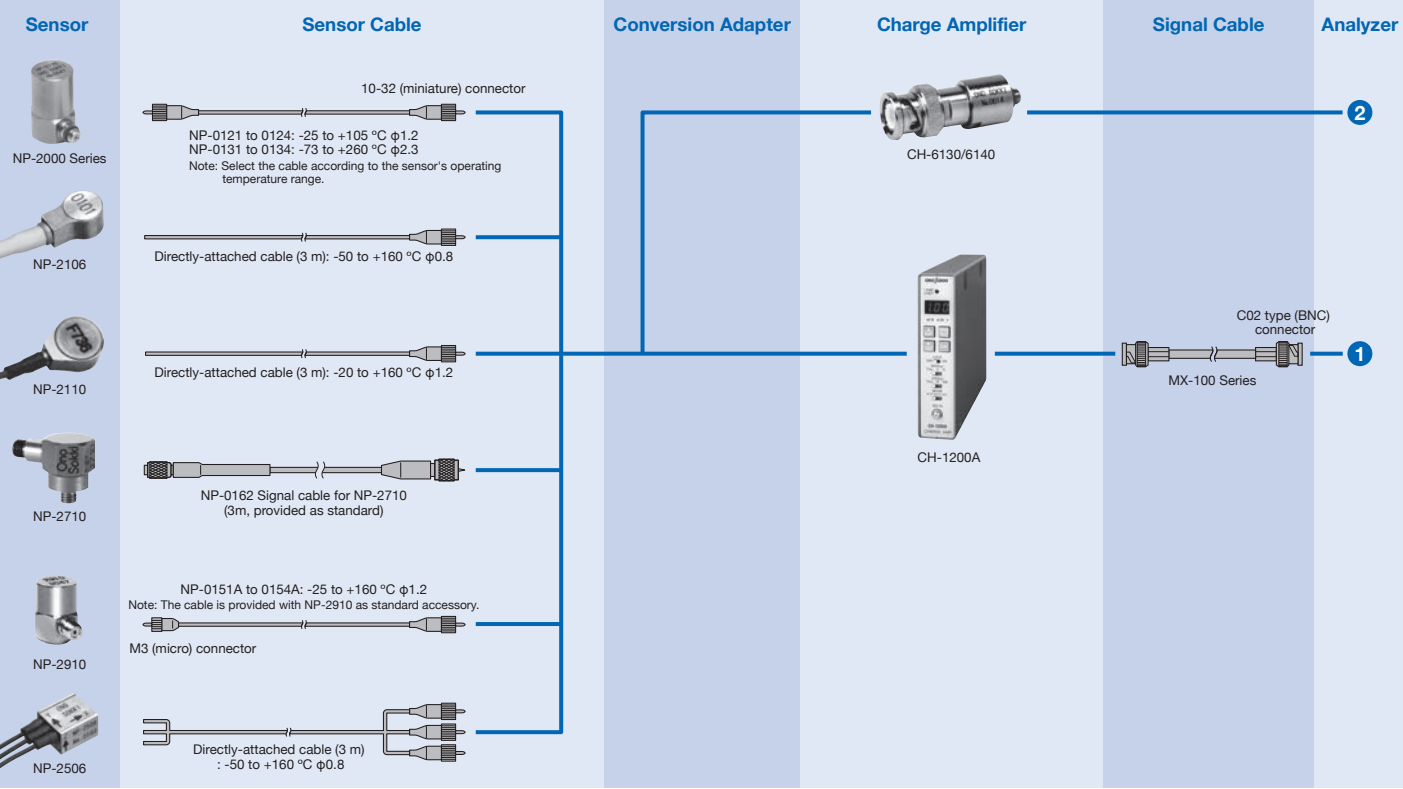 Sensor
Sensor Cable
Conversion Adapter
Charge Amplifier
Signal Cable
Analyzer
NP-2000 Series
10-32 (miniature) connector
NP-0121 to 0124: -25 to +105 ºC φ1.2
NP-0131 to 0134: -73 to +260 ºC φ2.3
Note: Select the cable according to the sensor's operating
temperature range.
CH-6130/6140
2
0101
NP-2106
Directly-attached cable (3 m): -50 to +160 ºC φ0.8
F738
NP-2110
Directly-attached cable (3 m): -20 to +160 ºC φ1.2
CH-1200A
C02 type (BNC)
connector
MX-100 Series
1
Ono
Sokki
NP-2710
NP-0162 Signal cable for NP-2710
(3m, provided as standard)
NP-2910
NP-0151A to 0154A: -25 to +160 ºC φ1.2
Note: The cable is provided with NP-2910 as standard accessory.
M3 (micro) connector
NP-2506
Directly-attached cable (3 m)
: -50 to +160 ºC φ0.8